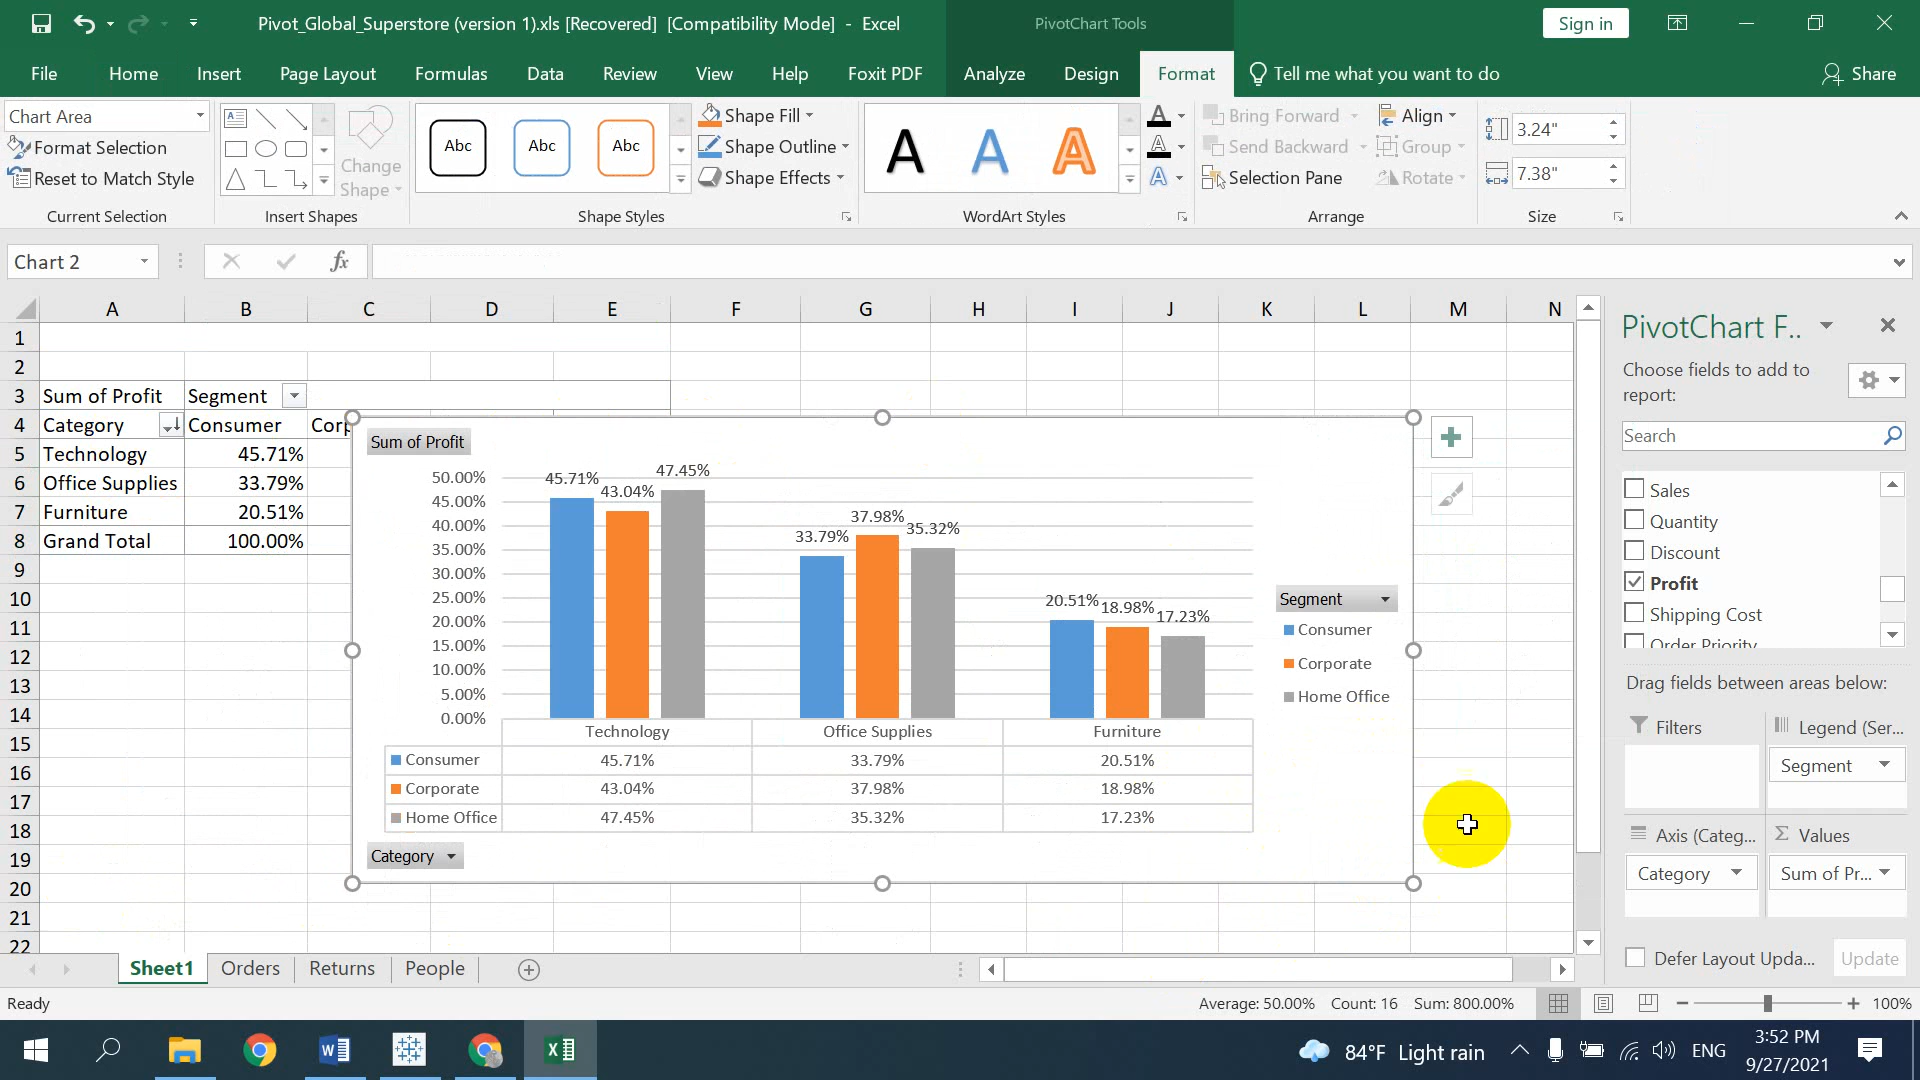 Pivot_Global_Superstore (version 1).xls [Recovered] [Compatibility Mode] - Excel
PivotChart Tools
Sign in
File Home Insert Page Layout Formulas Data Review View Help Foxit PDF Analyze Design Format Tell me what you want to do Share
Chart Area
Format Selection
Reset to Match Style
Current Selection
Change
Shape
Insert Shapes
Abc Abc Abc
Shape Fill
Shape Outline
Shape Effects
Shape Styles
A A A
A
A
A
WordArt Styles
Bring Forward
Send Backward
Selection Pane
Align
Group
Rotate
Arrange
3.24"
7.38"
Size
Chart 2
fx
A B C D E F G H I J K L M N
1
2
3 Sum of Profit Segment
4 Category Consumer Corp
5 Technology 45.71%
6 Office Supplies 33.79%
7 Furniture 20.51%
8 Grand Total 100.00%
9
10
11
12
13
14
15
16
17
18
19
20
21
22
Sum of Profit
50.00%
45.00%
40.00%
35.00%
30.00%
25.00%
20.00%
15.00%
10.00%
5.00%
0.00%
45.71% 43.04% 47.45%
33.79% 37.98% 35.32%
20.51% 18.98% 17.23%
Technology Office Supplies Furniture
Consumer 45.71% 33.79% 20.51%
Corporate 43.04% 37.98% 18.98%
Home Office 47.45% 35.32% 17.23%
Category
Segment
Consumer
Corporate
Home Office
PivotChart F..
Choose fields to add to
report:
Search
Sales
Quantity
Discount
Profit
Shipping Cost
Order Priority
Drag fields between areas below:
Filters
Legend (Ser...
Segment
Axis (Categ...
Category
Σ Values
Sum of Pr...
Defer Layout Upda...
Update
Sheet1 Orders Returns People
Ready
Average: 50.00% Count: 16 Sum: 800.00%
100%
84°F Light rain
ENG
3:52 PM
9/27/2021